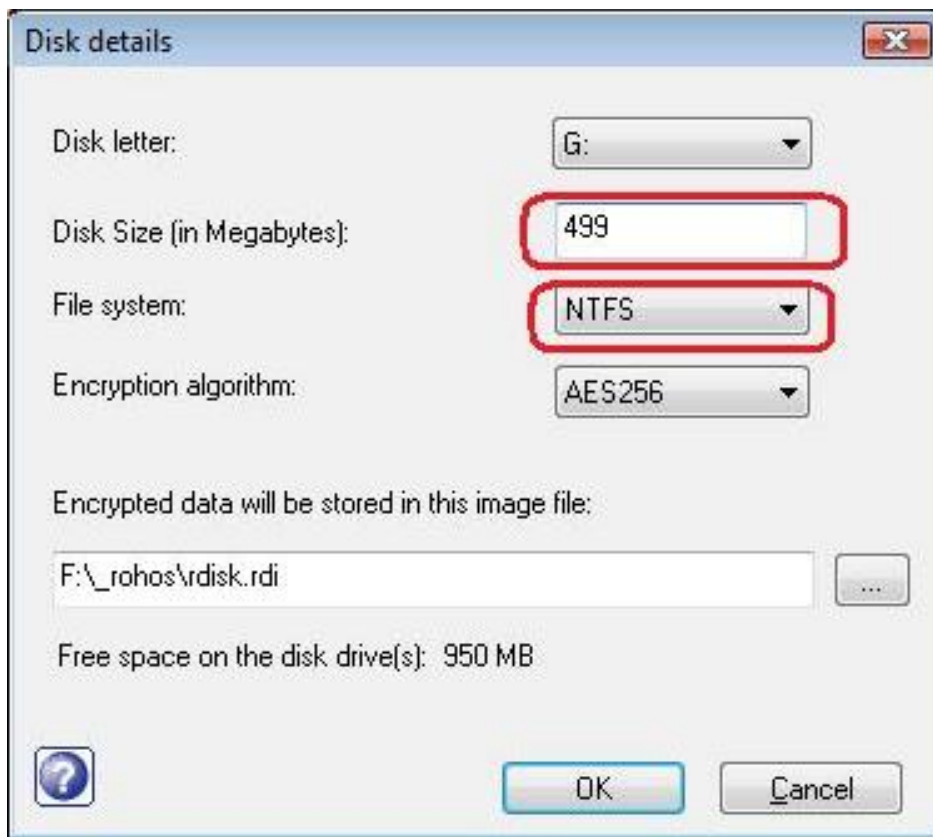 Disk details
Disk letter: G:
Disk Size (in Megabytes): 499
File system: NTFS
Encryption algorithm: AES256
Encrypted data will be stored in this image file:
F:\_rohos\rdisk.rdi ...
Free space on the disk drive(s): 950 MB
? OK Cancel